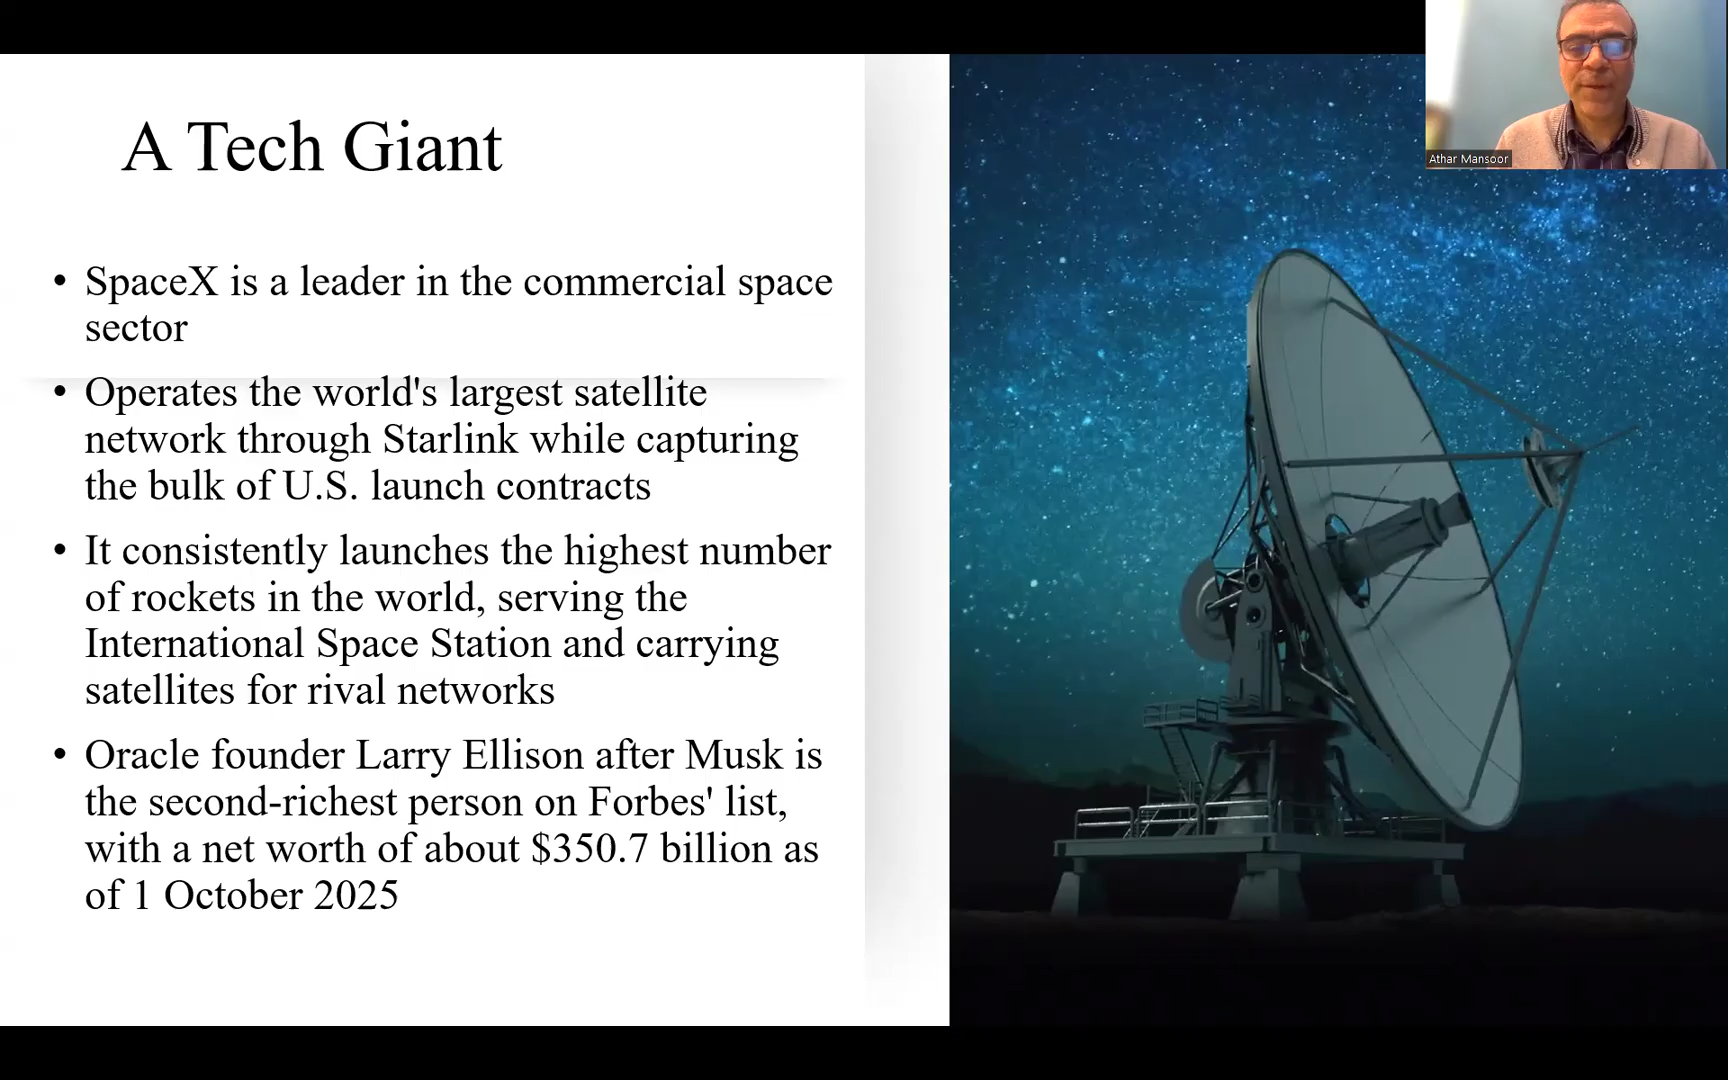 A Tech Giant
• SpaceX is a leader in the commercial space
sector
• Operates the world's largest satellite
network through Starlink while capturing
the bulk of U.S. launch contracts
• It consistently launches the highest number
of rockets in the world, serving the
International Space Station and carrying
satellites for rival networks
• Oracle founder Larry Ellison after Musk is
the second-richest person on Forbes' list,
with a net worth of about $350.7 billion as
of 1 October 2025
Athar Mansoor